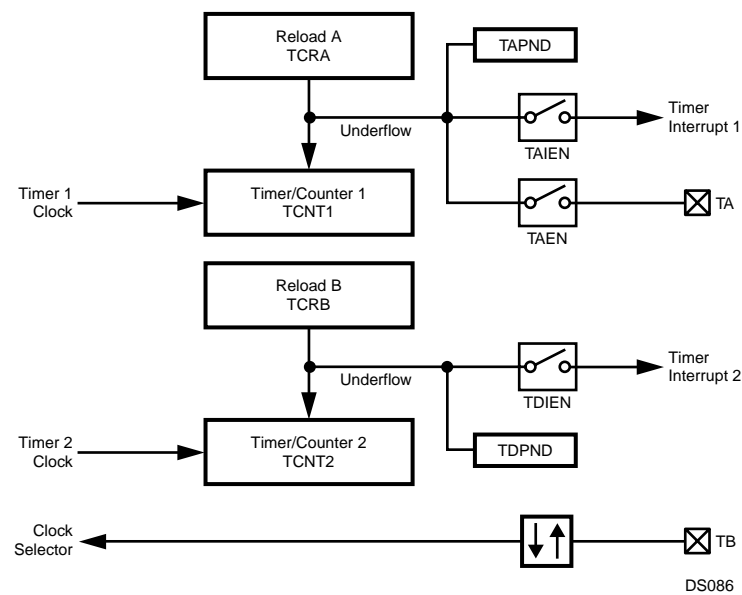 Reload A
TCRA
TAPND
Underflow
TAIEN
Timer
Interrupt 1
Timer 1
Clock
Timer/Counter 1
TCNT1
TAEN
TA
Reload B
TCRB
Underflow
TDIEN
Timer
Interrupt 2
Timer 2
Clock
Timer/Counter 2
TCNT2
TDPND
Clock
Selector
TB
DS086